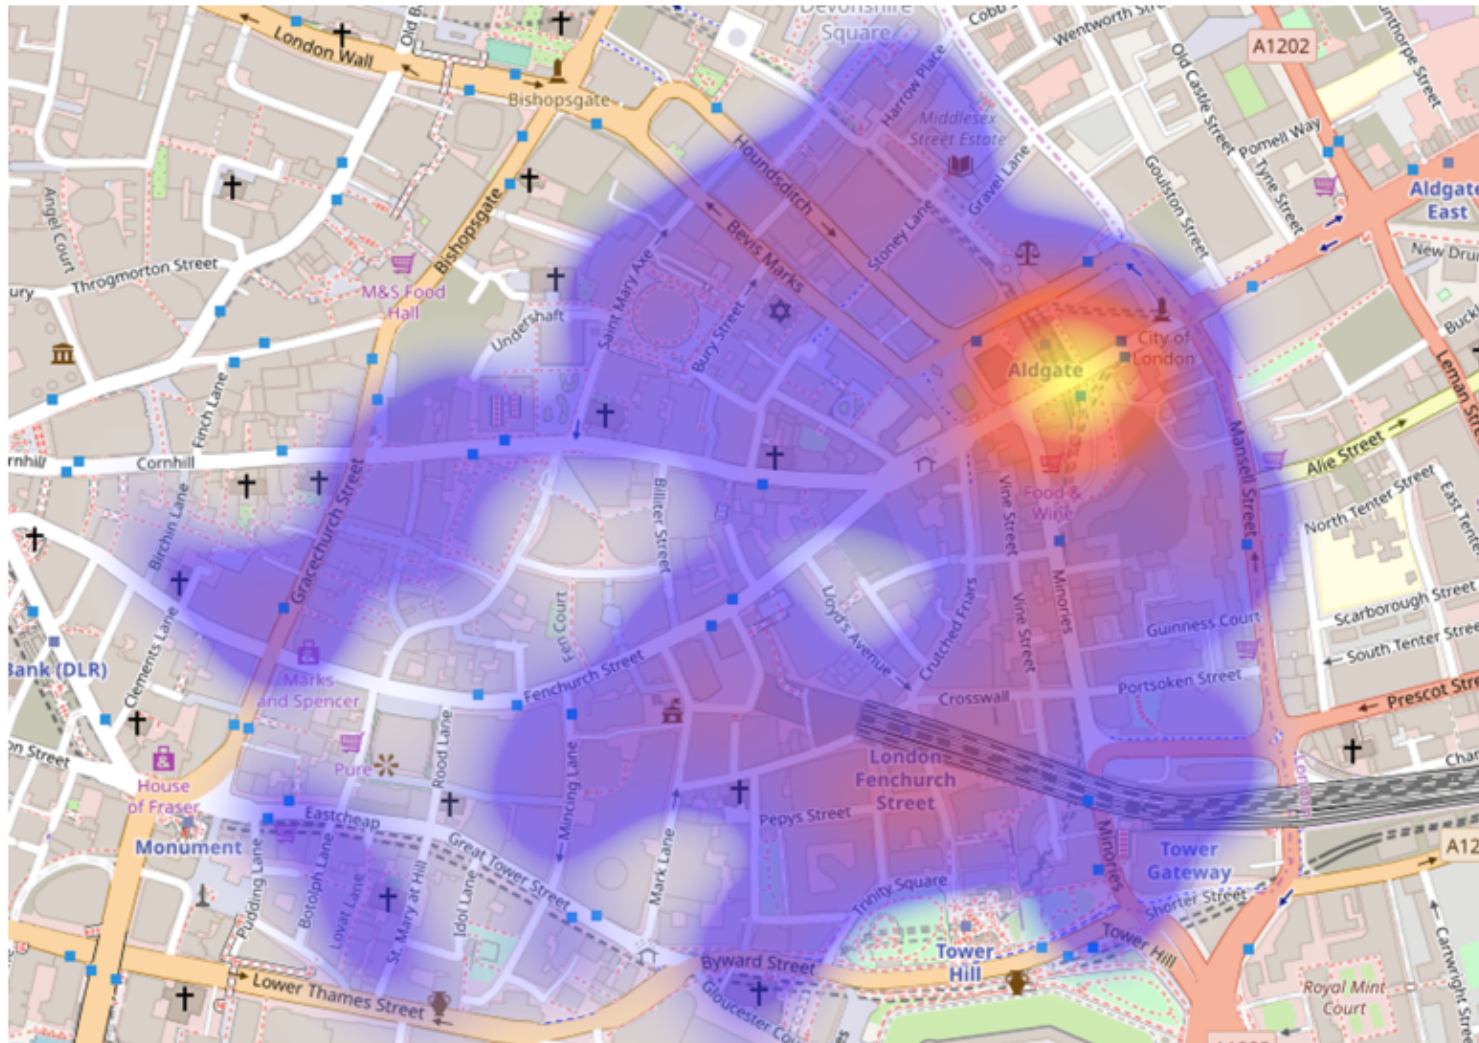 Devonshire
Square
Cobb
Wentworth
A1202
London Wall
Bishopsgate
Harrow Place
Middlesex
Street Estate
Old Castle Street
Pomell Way
Tyne Street
Goulston Street
Gravel Lane
Houndsditch
Stoney Lane
Bevis Marks
Aldgate
East
Angel Court
Bishopsgate
Throgmorton Street
M&S Food
Hall
Undershaft
Saint Mary Axe
Bury Street
City of
London
Aldgate
Leman
Finch Lane
Cornhill
Mansell Street
Alie Street
North Tenter Street
East
Birchin Lane
Gracechurch Street
Billiter Street
Vine Street
Food &
Wine
Minories
Lloyd's Avenue
Crutched Friars
Vine Street
Scarborough Street
Guinness Court
South Tenter
Clements Lane
Bank (DLR)
Marks
and Spencer
Fen Court
Fenchurch Street
Crosswall
Portsoken Street
Prescot
House
of Fraser
Pure
Rood Lane
Mincing Lane
London
Fenchurch
Street
London
Monument
Eastcheap
Pepys Street
Pudding Lane
Botolph Lane
Lovat Lane
St. Mary at Hill
Idol Lane
Great Tower Street
Mark Lane
Trinity Square
Minories
Tower
Gateway
Shorter Street
Lower Thames Street
Byward Street
Tower
Hill
Tower Hill
Gloucester
Cartwright Street
Royal Mint
Court